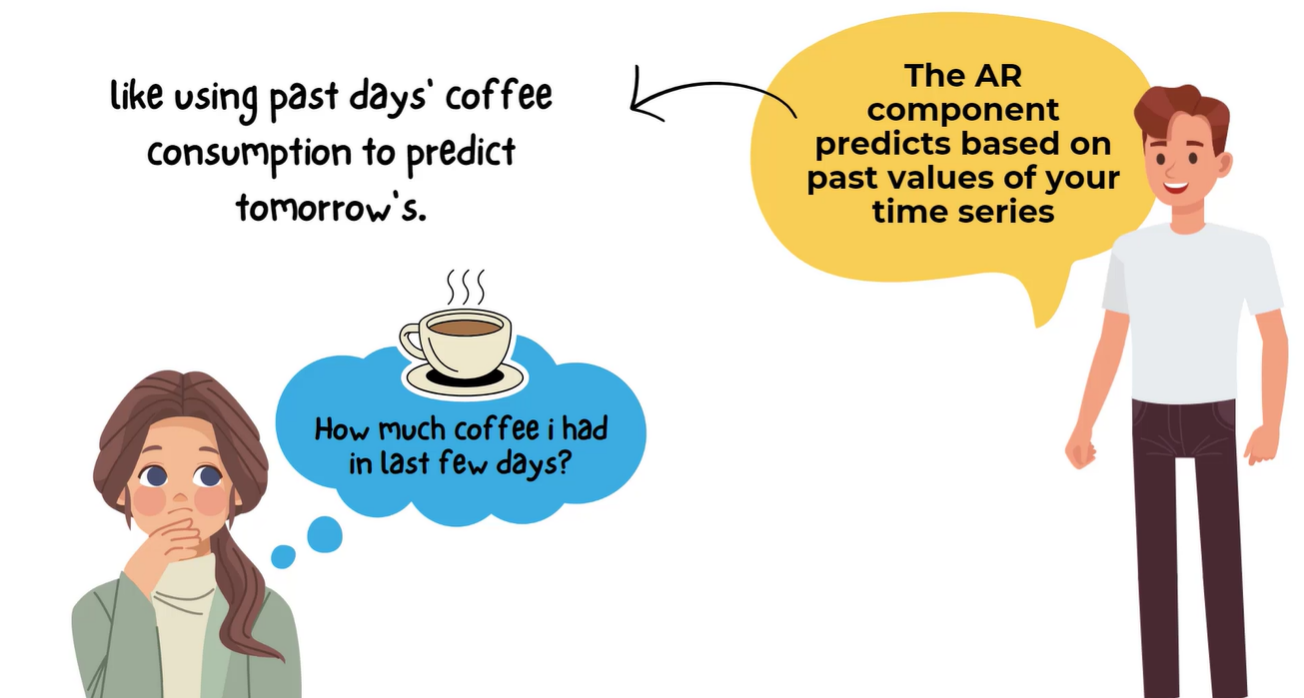 like using past days' coffee
consumption to predict
tomorrow's.
The AR
component
predicts based on
past values of your
time series
How much coffee i had
in last few days?